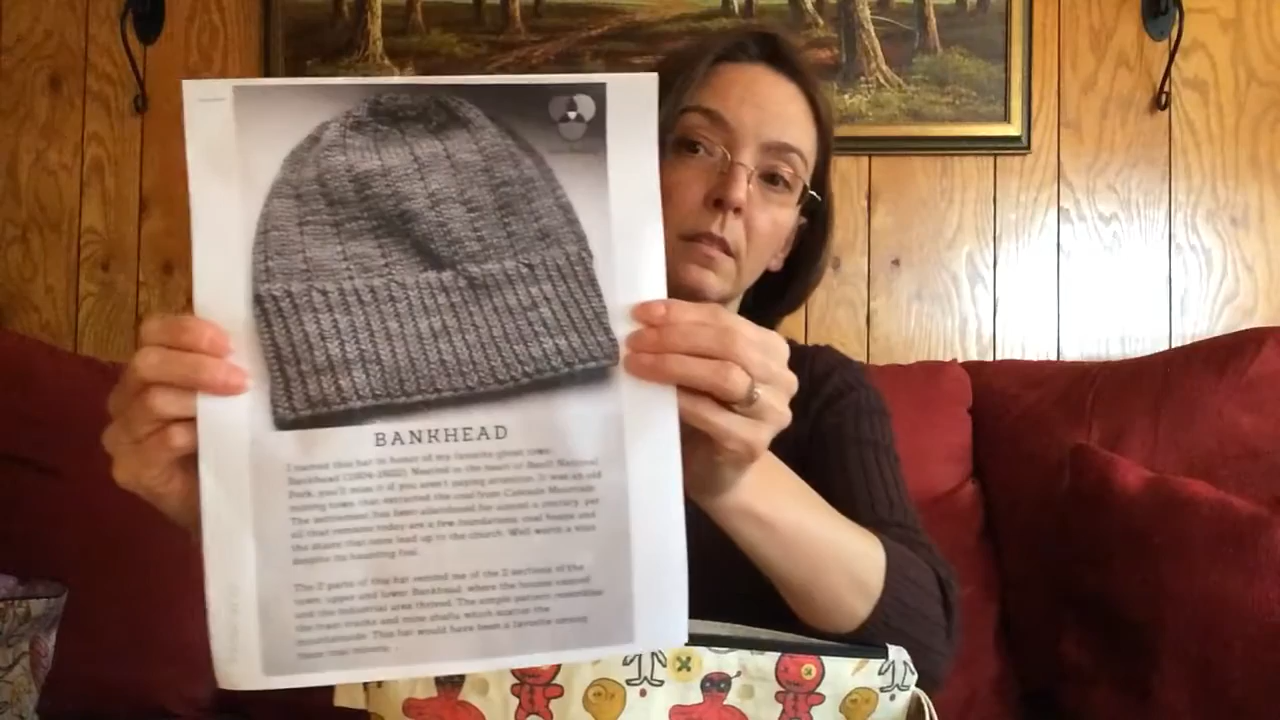 BANKHEAD
I named this hat in honor of my favorite ghost town
Bankhead (1904-1922). Nestled in the heart of Banff National
Park, you'll miss it if you aren't paying attention. It was an old
mining town that extracted the coal from Cascade Mountain.
The settlement has been abandoned for almost a century, yet
all that remains today are a few foundations, coal heaps and
the stairs that once lead up to the church. Well worth a visit
despite its haunting feel.
The 2 parts of this hat remind me of the 2 sections of the
town; upper and lower Bankhead where the houses
and the industrial area thrived. The simple pattern resembles
the train tracks and mine shafts which scatter the
mountainside. This hat would have been a favorite among